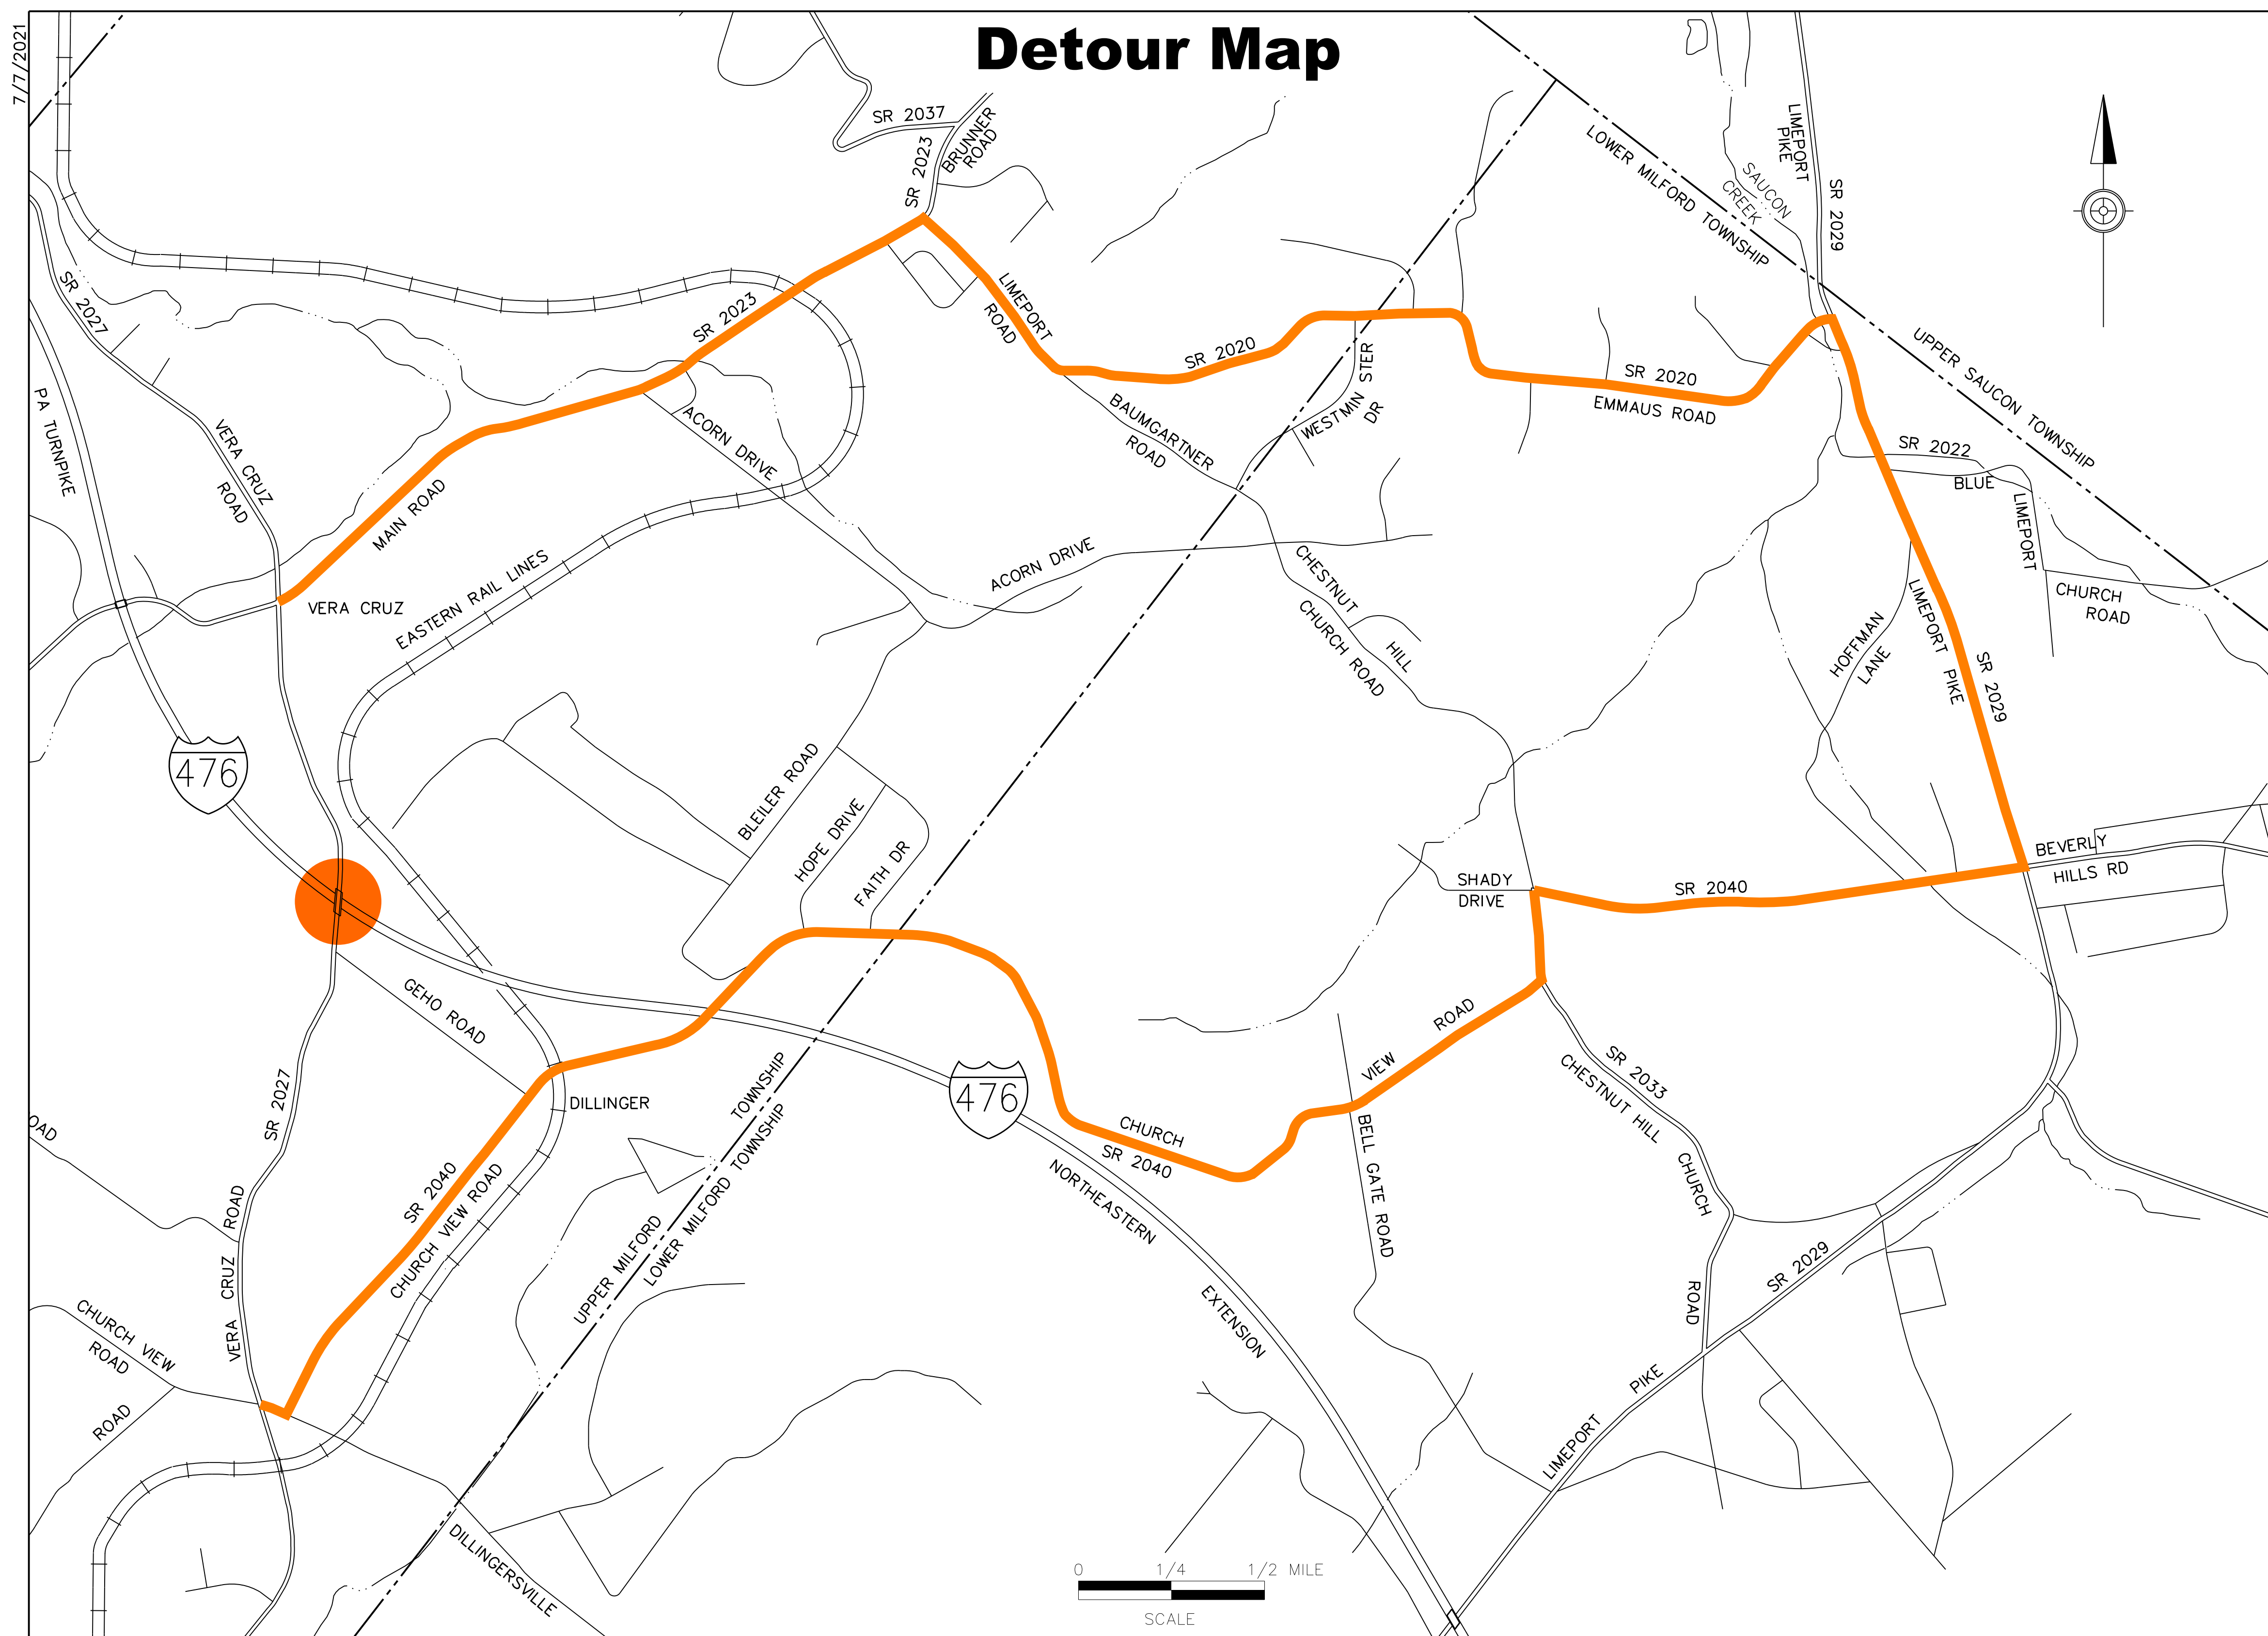 Detour Map
7/7/2021
SR 2037
BRUNNER
ROAD
SR 2023
LIMEPORT
PIKE
SAUCON
CREEK
SR 2029
LOWER MILFORD TOWNSHIP
UPPER SAUCON TOWNSHIP
SR 2027
SR 2023
LIMEPORT
ROAD
SR 2020
WESTMIN STER
DR
SR 2020
EMMAUS ROAD
PA TURNPIKE
VERA CRUZ
ROAD
MAIN ROAD
ACORN DRIVE
BAUMGARTNER
ROAD
SR 2022
BLUE
LIMEPORT
CHURCH
ROAD
VERA CRUZ
EASTERN RAIL LINES
ACORN DRIVE
CHESTNUT
HILL
CHURCH ROAD
HOFFMAN
LANE
LIMEPORT PIKE
SR 2029
476
BLEILER ROAD
HOPE DRIVE
FAITH DR
SHADY
DRIVE
SR 2040
BEVERLY
HILLS RD
GEHO ROAD
DILLINGER
VIEW
ROAD
SR 2033
CHESTNUT HILL
CHURCH
ROAD
SR 2027
OAD
476
CHURCH
SR 2040
BELL GATE ROAD
NORTHEASTERN
EXTENSION
UPPER MILFORD
TOWNSHIP
LOWER MILFORD TOWNSHIP
SR 2040
CHURCH VIEW ROAD
VERA CRUZ ROAD
CHURCH VIEW
ROAD
ROAD
SR 2029
LIMEPORT PIKE
DILLINGERSVILLE
0 1/4 1/2 MILE
SCALE